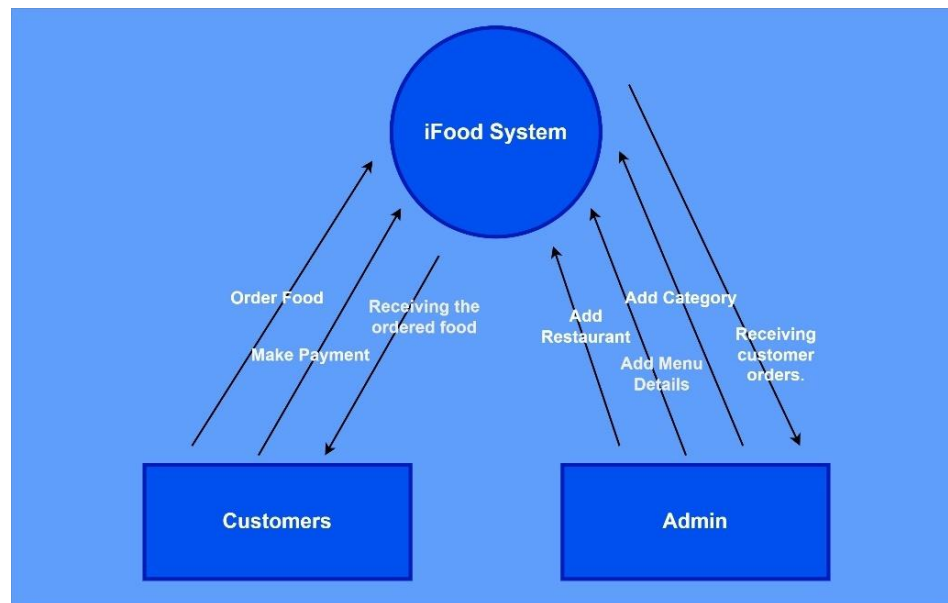 iFood System
Order Food
Make Payment
Receiving the
ordered food
Add
Restaurant
Add Menu
Details
Add Category
Receiving
customer
orders.
Customers
Admin